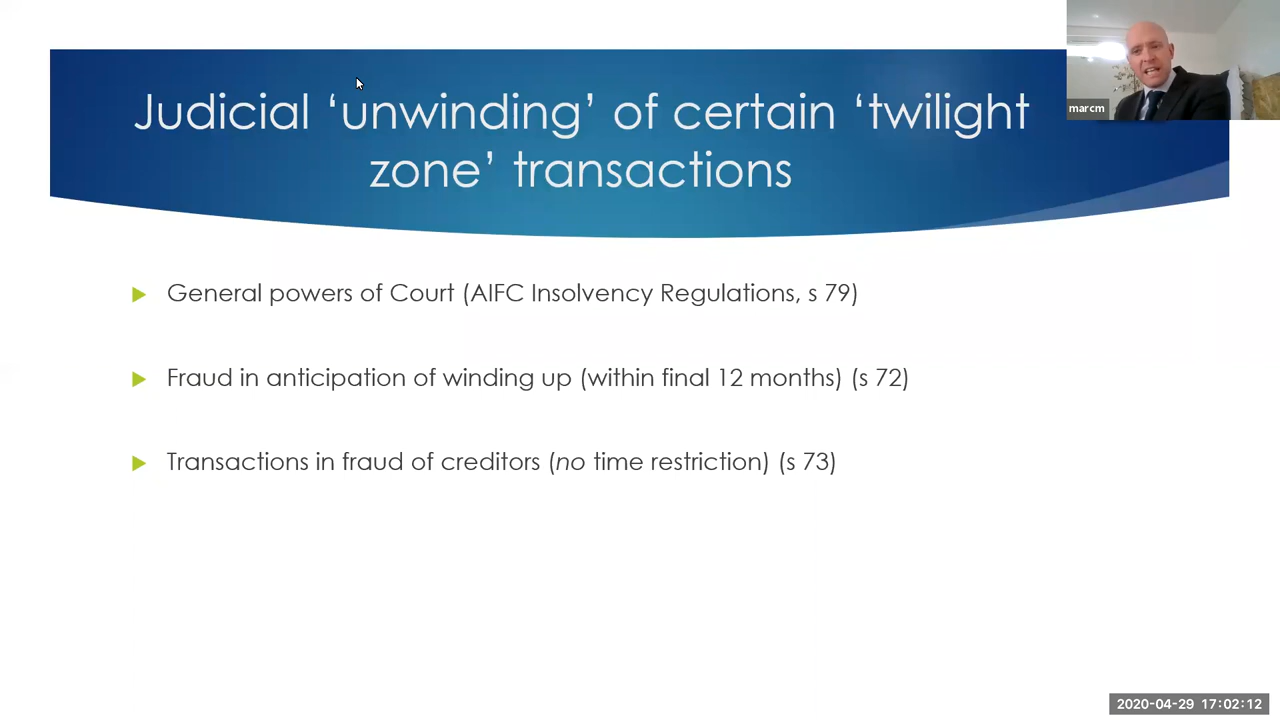 Judicial ‘unwinding’ of certain ‘twilight
zone’ transactions
marcm
General powers of Court (AIFC Insolvency Regulations, s 79)
Fraud in anticipation of winding up (within final 12 months) (s 72)
Transactions in fraud of creditors (no time restriction) (s 73)
2020-04-29 17:02:12